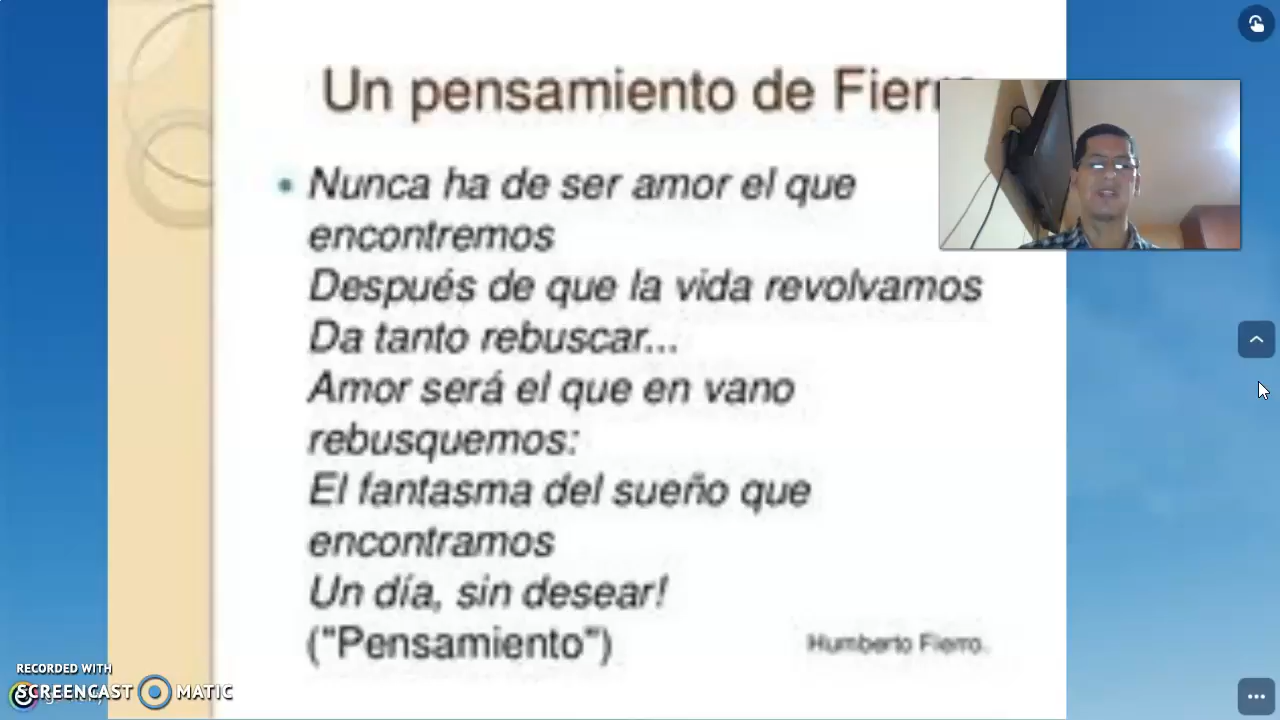 Un pensamiento de Fierro
Nunca ha de ser amor el que
encontremos
Después de que la vida revolvamos
Da tanto rebuscar...
Amor será el que en vano
rebusquemos:
El fantasma del sueño que
encontramos
Un día, sin desear!
("Pensamiento")
Humberto Fierro.
RECORDED WITH
SCREENCAST MATIC